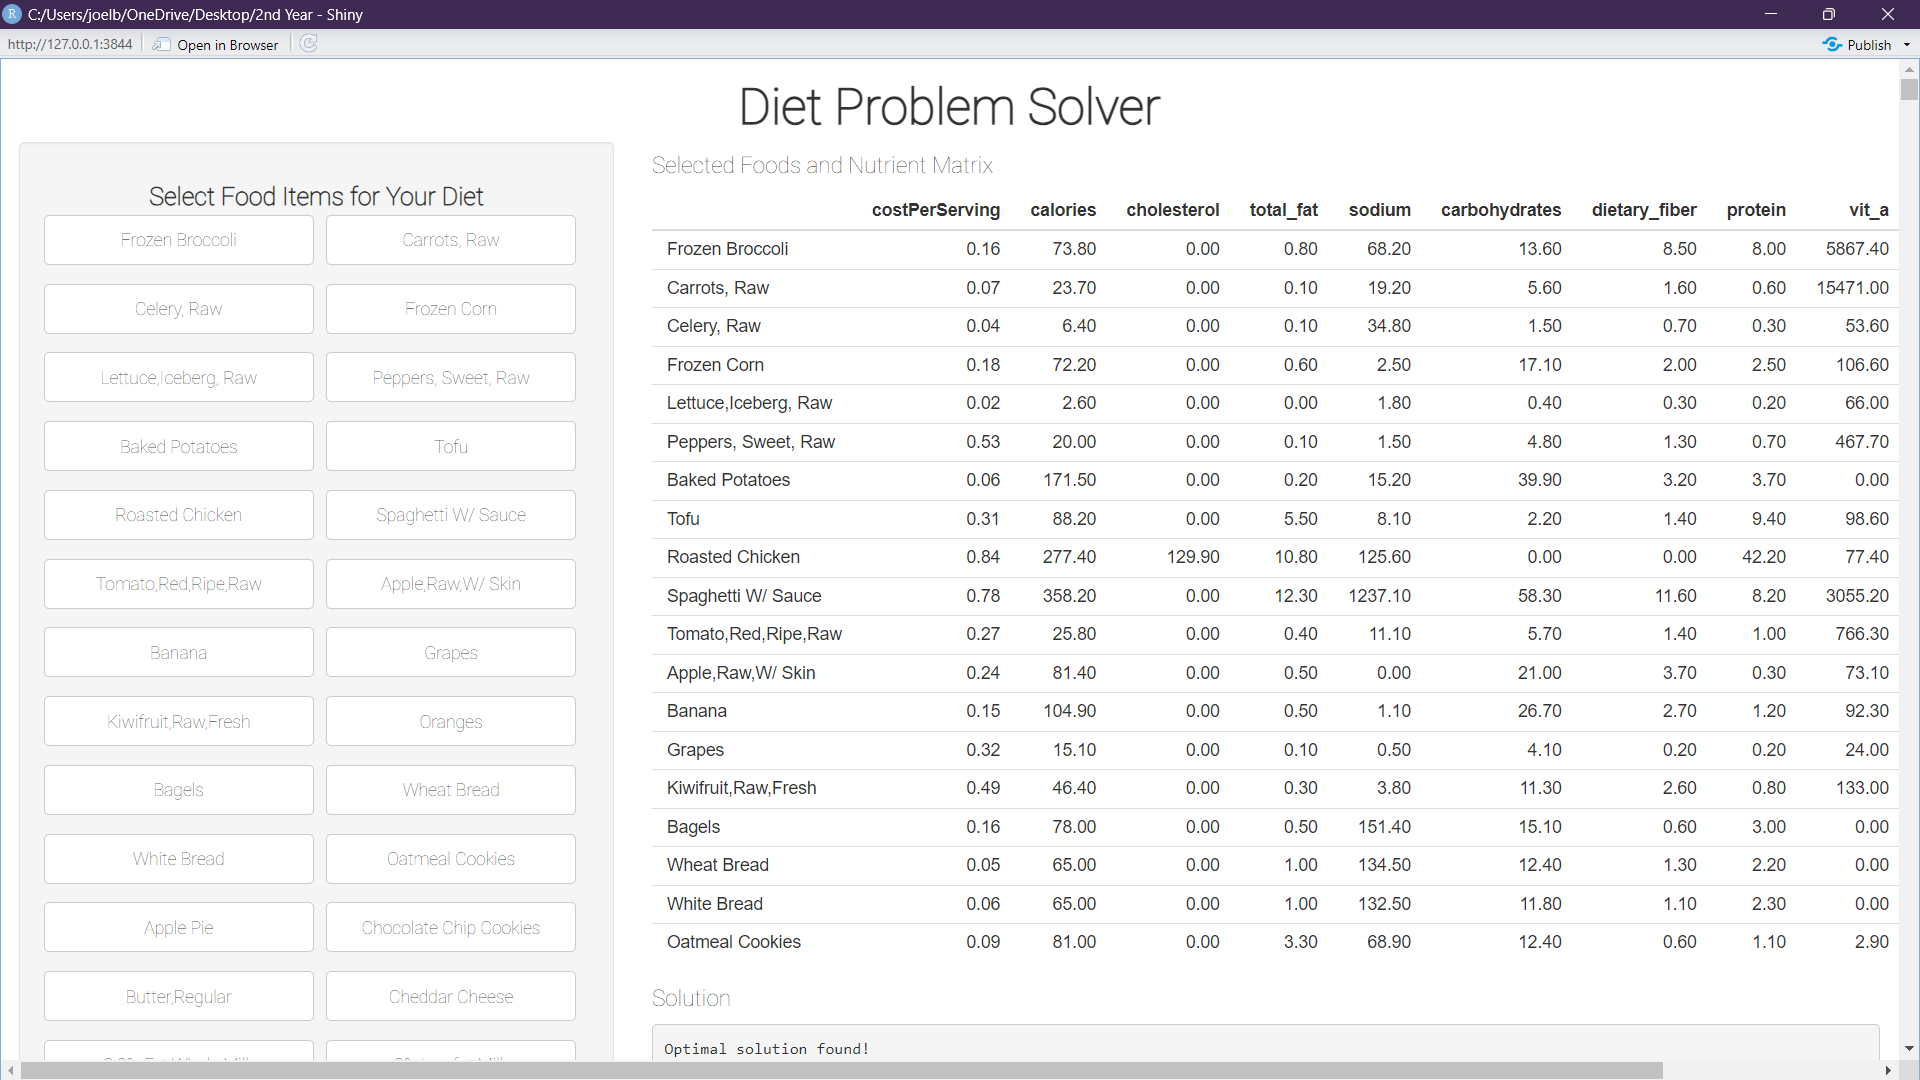 C:/Users/joelb/OneDrive/Desktop/2nd Year - Shiny
http://127.0.0.1:3844 Open in Browser Publish
Diet Problem Solver
Select Food Items for Your Diet
Frozen Broccoli Carrots, Raw
Celery, Raw Frozen Corn
Lettuce,Iceberg, Raw Peppers, Sweet, Raw
Baked Potatoes Tofu
Roasted Chicken Spaghetti W/ Sauce
Tomato,Red,Ripe,Raw Apple,Raw,W/ Skin
Banana Grapes
Kiwifruit,Raw,Fresh Oranges
Bagels Wheat Bread
White Bread Oatmeal Cookies
Apple Pie Chocolate Chip Cookies
Butter,Regular Cheddar Cheese
Selected Foods and Nutrient Matrix
costPerServing calories cholesterol total_fat sodium carbohydrates dietary_fiber protein vit_a
Frozen Broccoli 0.16 73.80 0.00 0.80 68.20 13.60 8.50 8.00 5867.40
Carrots, Raw 0.07 23.70 0.00 0.10 19.20 5.60 1.60 0.60 15471.00
Celery, Raw 0.04 6.40 0.00 0.10 34.80 1.50 0.70 0.30 53.60
Frozen Corn 0.18 72.20 0.00 0.60 2.50 17.10 2.00 2.50 106.60
Lettuce,Iceberg, Raw 0.02 2.60 0.00 0.00 1.80 0.40 0.30 0.20 66.00
Peppers, Sweet, Raw 0.53 20.00 0.00 0.10 1.50 4.80 1.30 0.70 467.70
Baked Potatoes 0.06 171.50 0.00 0.20 15.20 39.90 3.20 3.70 0.00
Tofu 0.31 88.20 0.00 5.50 8.10 2.20 1.40 9.40 98.60
Roasted Chicken 0.84 277.40 129.90 10.80 125.60 0.00 0.00 42.20 77.40
Spaghetti W/ Sauce 0.78 358.20 0.00 12.30 1237.10 58.30 11.60 8.20 3055.20
Tomato,Red,Ripe,Raw 0.27 25.80 0.00 0.40 11.10 5.70 1.40 1.00 766.30
Apple,Raw,W/ Skin 0.24 81.40 0.00 0.50 0.00 21.00 3.70 0.30 73.10
Banana 0.15 104.90 0.00 0.50 1.10 26.70 2.70 1.20 92.30
Grapes 0.32 15.10 0.00 0.10 0.50 4.10 0.20 0.20 24.00
Kiwifruit,Raw,Fresh 0.49 46.40 0.00 0.30 3.80 11.30 2.60 0.80 133.00
Bagels 0.16 78.00 0.00 0.50 151.40 15.10 0.60 3.00 0.00
Wheat Bread 0.05 65.00 0.00 1.00 134.50 12.40 1.30 2.20 0.00
White Bread 0.06 65.00 0.00 1.00 132.50 11.80 1.10 2.30 0.00
Oatmeal Cookies 0.09 81.00 0.00 3.30 68.90 12.40 0.60 1.10 2.90
Solution
Optimal solution found!